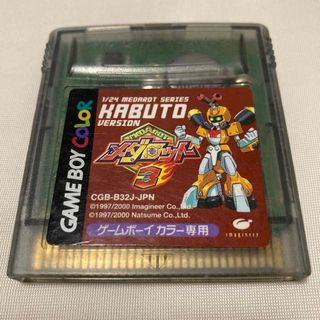 1/24 MEDAROT SERIES
KABUTO
VERSION
GAME BOY COLOR
MEDAROT
メダロット
3
CGB-B32J-JPN
©1997/2000 Imagineer Co., Ltd.
©1997/2000 Natsume Co., Ltd.
imagineer
ゲームボーイ カラー専用